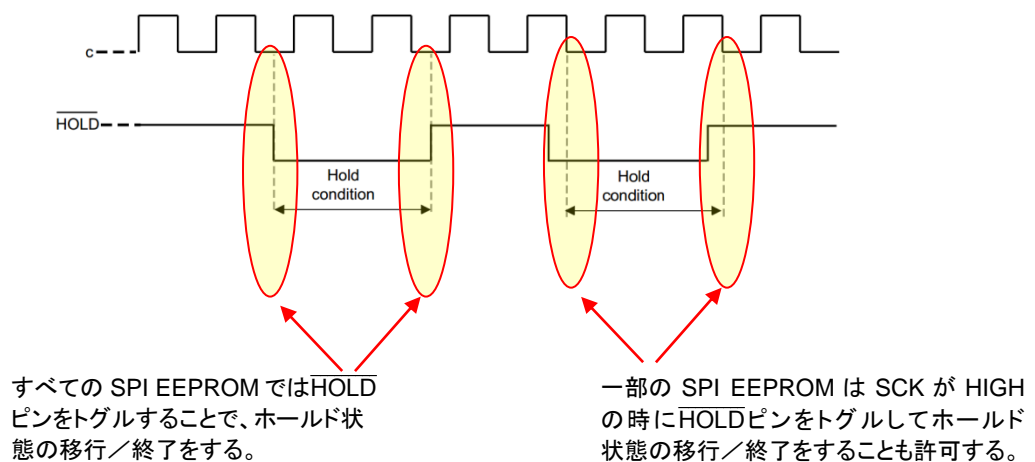 c
HOLD
Hold
condition
Hold
condition
すべての SPI EEPROM ではHOLD
ピンをトグルすることで、ホールド状
態の移行／終了をする。
一部の SPI EEPROM は SCK が HIGH
の時にHOLDピンをトグルしてホールド
状態の移行／終了をすることも許可する。